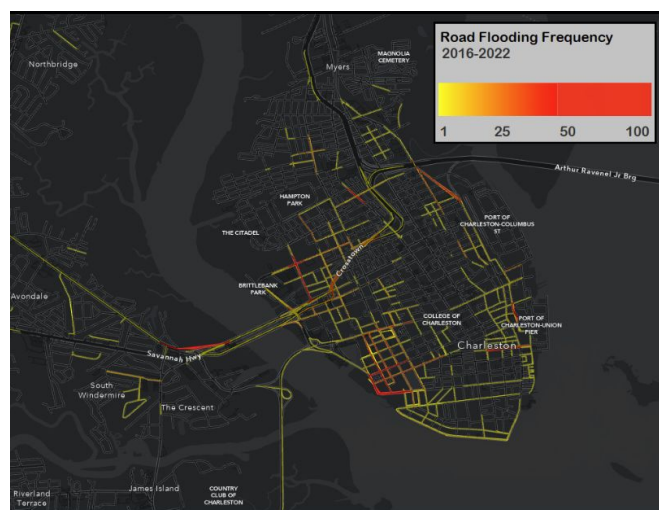 Road Flooding Frequency
2016-2022
1 25 50 100
Northbridge
Myers
MAGNOLIA
CEMETERY
Arthur Ravenel Jr Brg
HAMPTON
PARK
THE CITADEL
PORT OF
CHARLESTON-COLUMBUS
ST
Crosstown
BRITTLEBANK
PARK
Avondale
COLLEGE OF
CHARLESTON
PORT OF
CHARLESTON-UNION
PIER
Charleston
Savannah Hwy
South
Windermere
The Crescent
James Island
COUNTRY
CLUB OF
CHARLESTON
Riverland
Terrace